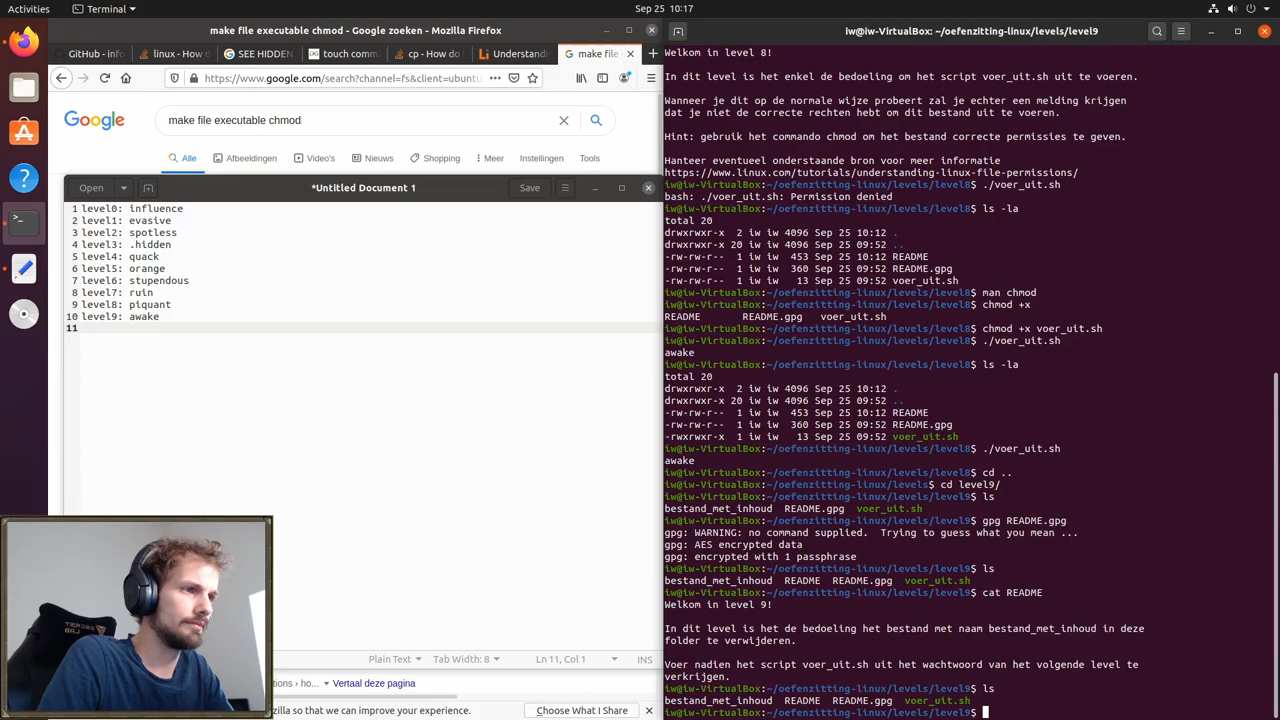 Activities
Terminal
Sep 25 10:17
make file executable chmod - Google zoeken - Mozilla Firefox
GitHub - info
linux - How d
SEE HIDDEN
touch comm
cp - How do
Understandi
make file
https://www.google.com/search?channel=fs&client=ubuntu
Google
make file executable chmod
Alle
Afbeeldingen
Video's
Nieuws
Shopping
Meer
Instellingen
Tools
Open
*Untitled Document 1
Save
1 level0: influence
2 level1: evasive
3 level2: spotless
4 level3: .hidden
5 level4: quack
6 level5: orange
7 level6: stupendous
8 level7: ruin
9 level8: piquant
10 level9: awake
11
Plain Text
Tab Width: 8
Ln 11, Col 1
INS
tions › ho...
Vertaal deze pagina
zilla so that we can improve your experience.
Choose What I Share
iw@iw-VirtualBox: ~/oefenzitting-linux/levels/level9
Welkom in level 8!
In dit level is het enkel de bedoeling om het script voer_uit.sh uit te voeren.
Wanneer je dit op de normale wijze probeert zal je echter een melding krijgen
dat je niet de correcte rechten hebt om dit bestand uit te voeren.
Hint: gebruik het commando chmod om het bestand correcte permissies te geven.
Hanteer eventueel onderstaande bron voor meer informatie
https://www.linux.com/tutorials/understanding-linux-file-permissions/
iw@iw-VirtualBox:~/oefenzitting-linux/levels/level8$ ./voer_uit.sh
bash: ./voer_uit.sh: Permission denied
iw@iw-VirtualBox:~/oefenzitting-linux/levels/level8$ ls -la
total 20
drwxrwxr-x  2 iw iw 4096 Sep 25 10:12 .
drwxrwxr-x 20 iw iw 4096 Sep 25 09:52 ..
-rw-rw-r--  1 iw iw  453 Sep 25 10:12 README
-rw-rw-r--  1 iw iw  360 Sep 25 09:52 README.gpg
-rw-rw-r--  1 iw iw   13 Sep 25 09:52 voer_uit.sh
iw@iw-VirtualBox:~/oefenzitting-linux/levels/level8$ man chmod
iw@iw-VirtualBox:~/oefenzitting-linux/levels/level8$ chmod +x
README       README.gpg   voer_uit.sh
iw@iw-VirtualBox:~/oefenzitting-linux/levels/level8$ chmod +x voer_uit.sh
iw@iw-VirtualBox:~/oefenzitting-linux/levels/level8$ ./voer_uit.sh
awake
iw@iw-VirtualBox:~/oefenzitting-linux/levels/level8$ ls -la
total 20
drwxrwxr-x  2 iw iw 4096 Sep 25 10:12 .
drwxrwxr-x 20 iw iw 4096 Sep 25 09:52 ..
-rw-rw-r--  1 iw iw  453 Sep 25 10:12 README
-rw-rw-r--  1 iw iw  360 Sep 25 09:52 README.gpg
-rwxrwxr-x  1 iw iw   13 Sep 25 09:52 voer_uit.sh
iw@iw-VirtualBox:~/oefenzitting-linux/levels/level8$ ./voer_uit.sh
awake
iw@iw-VirtualBox:~/oefenzitting-linux/levels/level8$ cd ..
iw@iw-VirtualBox:~/oefenzitting-linux/levels$ cd level9/
iw@iw-VirtualBox:~/oefenzitting-linux/levels/level9$ ls
bestand_met_inhoud  README.gpg  voer_uit.sh
iw@iw-VirtualBox:~/oefenzitting-linux/levels/level9$ gpg README.gpg
gpg: WARNING: no command supplied.  Trying to guess what you mean ...
gpg: AES encrypted data
gpg: encrypted with 1 passphrase
iw@iw-VirtualBox:~/oefenzitting-linux/levels/level9$ ls
bestand_met_inhoud  README  README.gpg  voer_uit.sh
iw@iw-VirtualBox:~/oefenzitting-linux/levels/level9$ cat README
Welkom in level 9!
In dit level is het de bedoeling het bestand met naam bestand_met_inhoud in deze
folder te verwijderen.
Voer nadien het script voer_uit.sh uit het wachtwoord van het volgende level te
verkrijgen.
iw@iw-VirtualBox:~/oefenzitting-linux/levels/level9$ ls
bestand_met_inhoud  README  README.gpg  voer_uit.sh
iw@iw-VirtualBox:~/oefenzitting-linux/levels/level9$